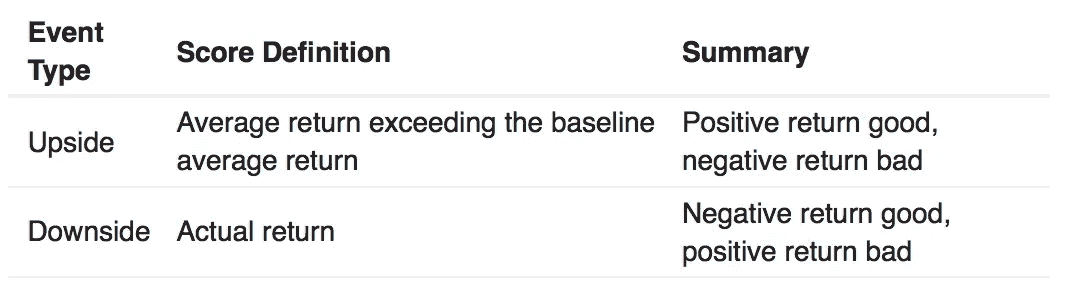 Event
Type
Score Definition
Summary
Upside
Average return exceeding the baseline
average return
Positive return good,
negative return bad
Downside
Actual return
Negative return good,
positive return bad